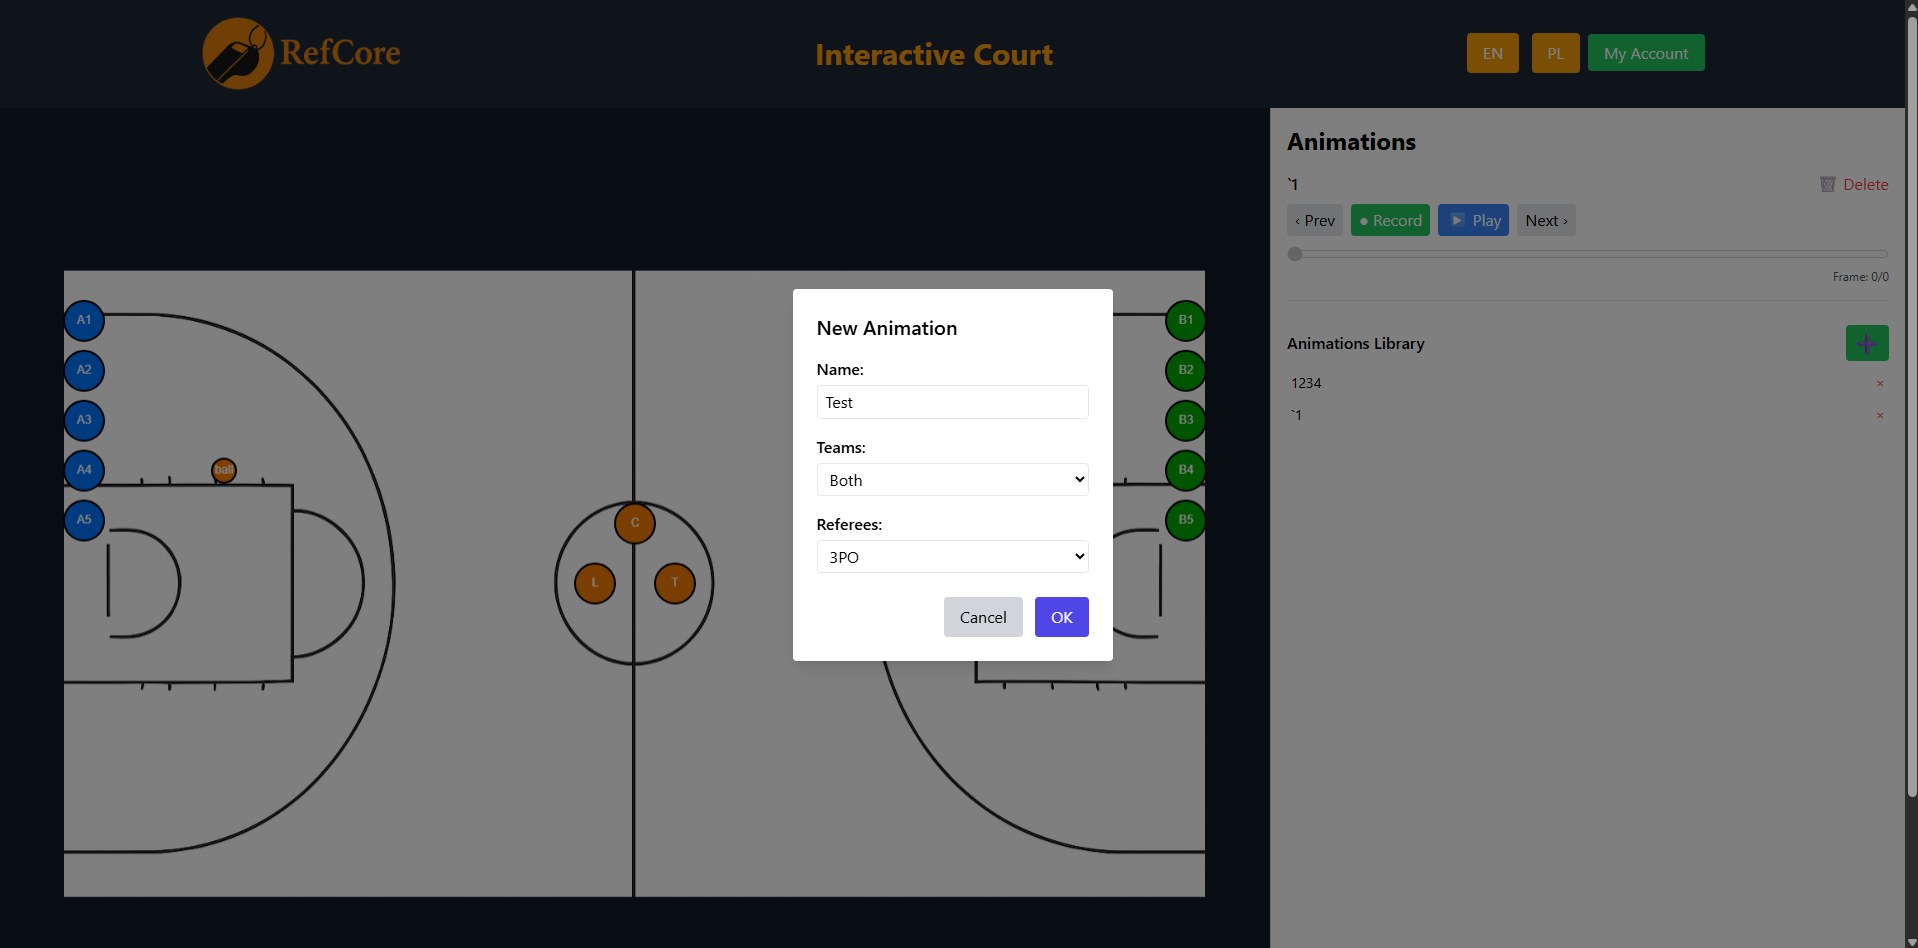 RefCore
Interactive Court
EN
PL
My Account
Animations
`1
Delete
‹ Prev
● Record
Play
Next ›
Frame: 0/0
Animations Library
1234
×
`1
×
A1
A2
A3
A4
A5
ball
C
L
T
B1
B2
B3
B4
B5
New Animation
Name:
Test
Teams:
Both
Referees:
3PO
Cancel
OK